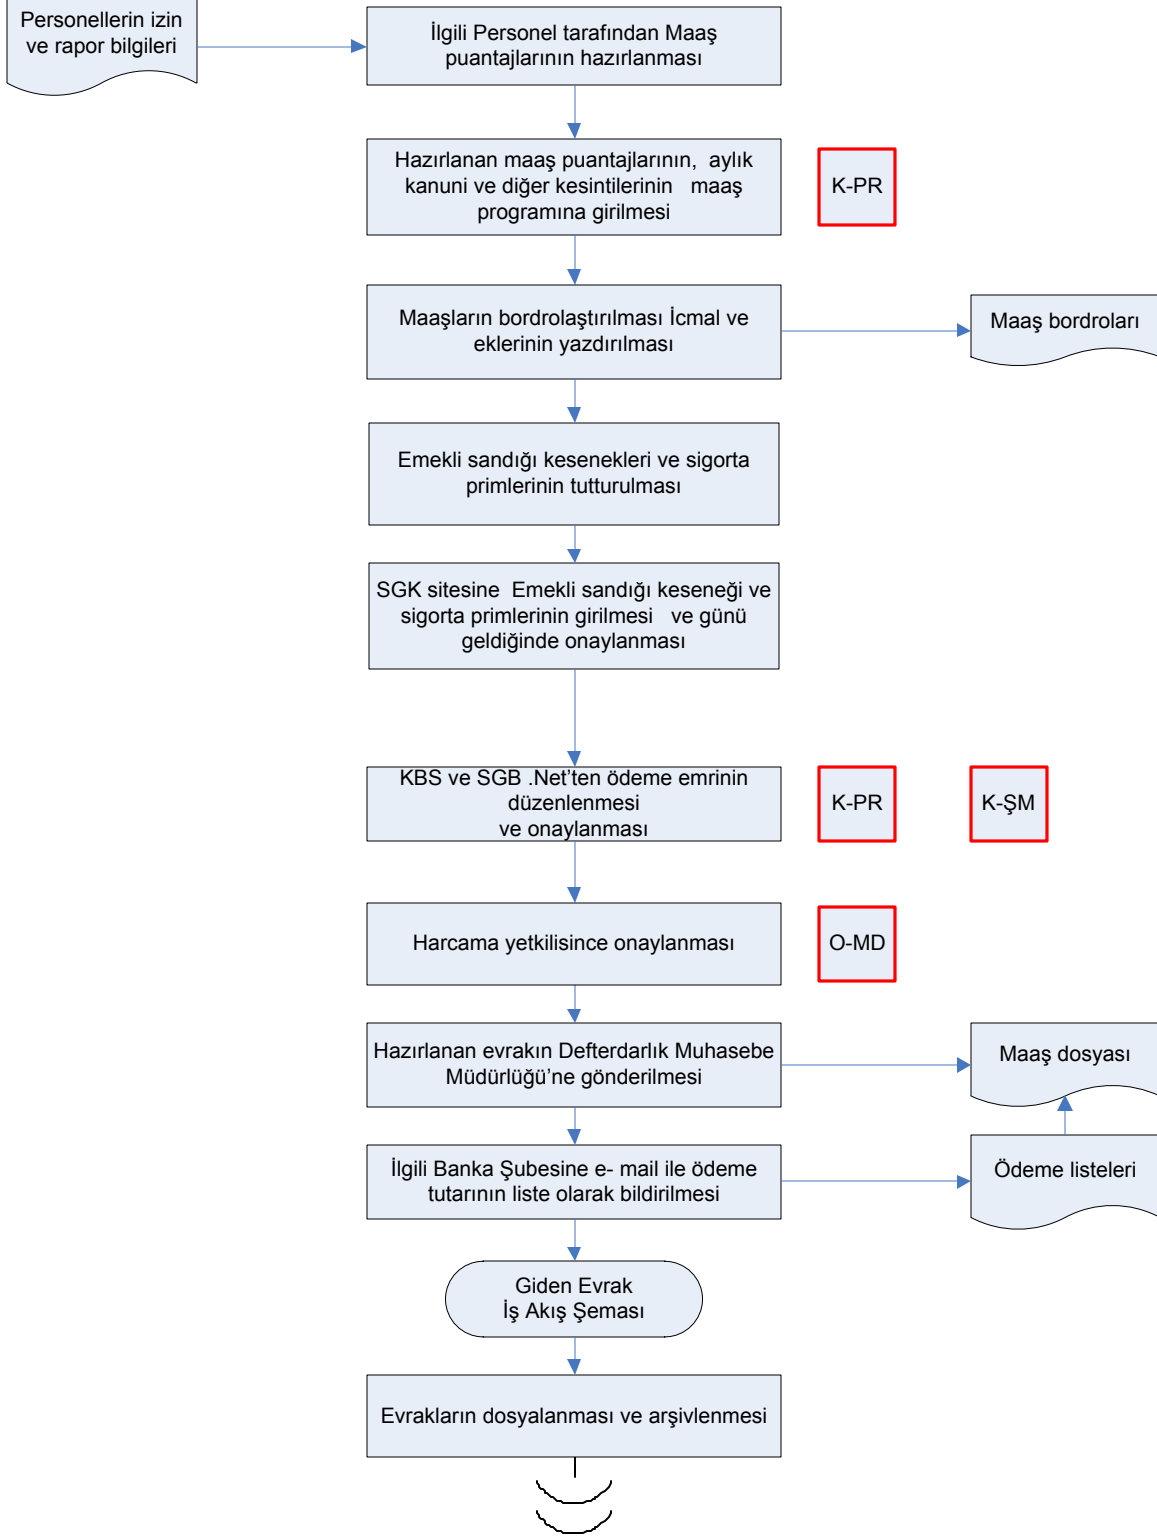 Personellerin izin
ve rapor bilgileri
İlgili Personel tarafından Maaş
puantajlarının hazırlanması
Hazırlanan maaş puantajlarının, aylık
kanuni ve diğer kesintilerinin maaş
programına girilmesi
K-PR
Maaşların bordrolaştırılması İcmal ve
eklerinin yazdırılması
Maaş bordroları
Emekli sandığı kesenekleri ve sigorta
primlerinin tutturulması
SGK sitesine Emekli sandığı keseneği ve
sigorta primlerinin girilmesi ve günü
geldiğinde onaylanması
KBS ve SGB .Net’ten ödeme emrinin
düzenlenmesi
ve onaylanması
K-PR
K-ŞM
Harcama yetkilisince onaylanması
O-MD
Hazırlanan evrakın Defterdarlık Muhasebe
Müdürlüğü’ne gönderilmesi
Maaş dosyası
İlgili Banka Şubesine e- mail ile ödeme
tutarının liste olarak bildirilmesi
Ödeme listeleri
Giden Evrak
İş Akış Şeması
Evrakların dosyalanması ve arşivlenmesi